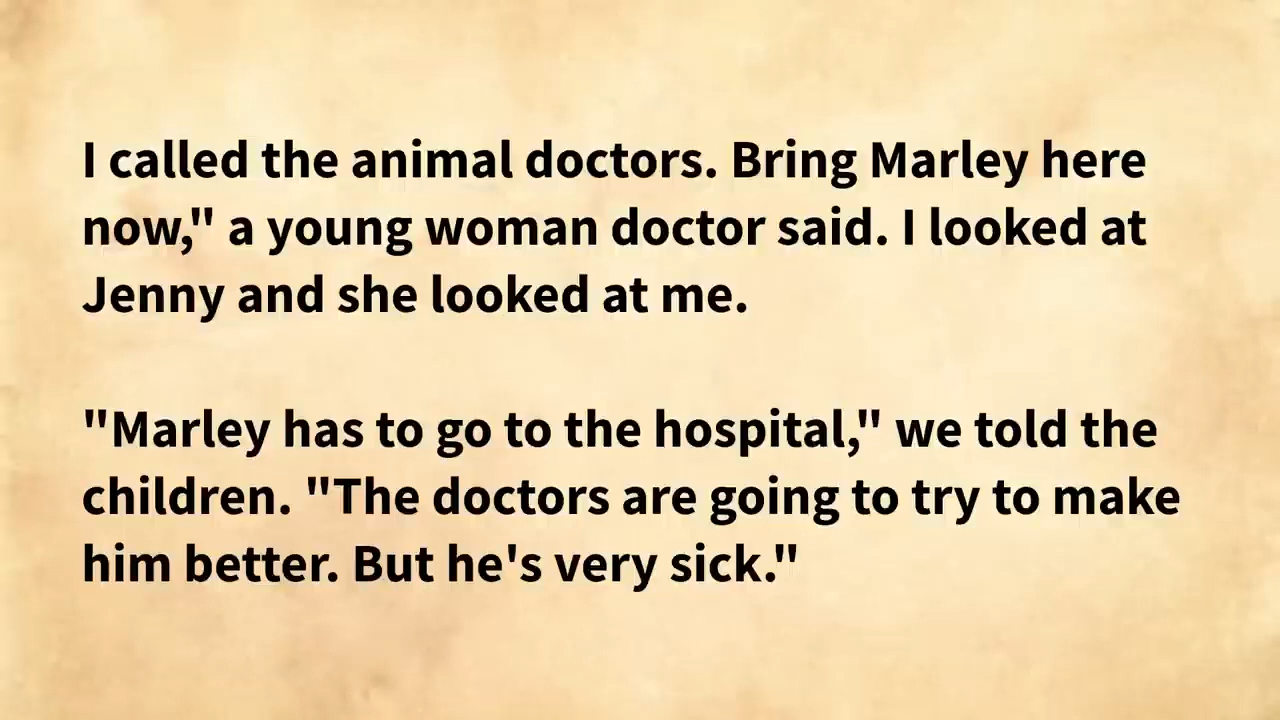 I called the animal doctors. Bring Marley here
now," a young woman doctor said. I looked at
Jenny and she looked at me.
"Marley has to go to the hospital," we told the
children. "The doctors are going to try to make
him better. But he's very sick."